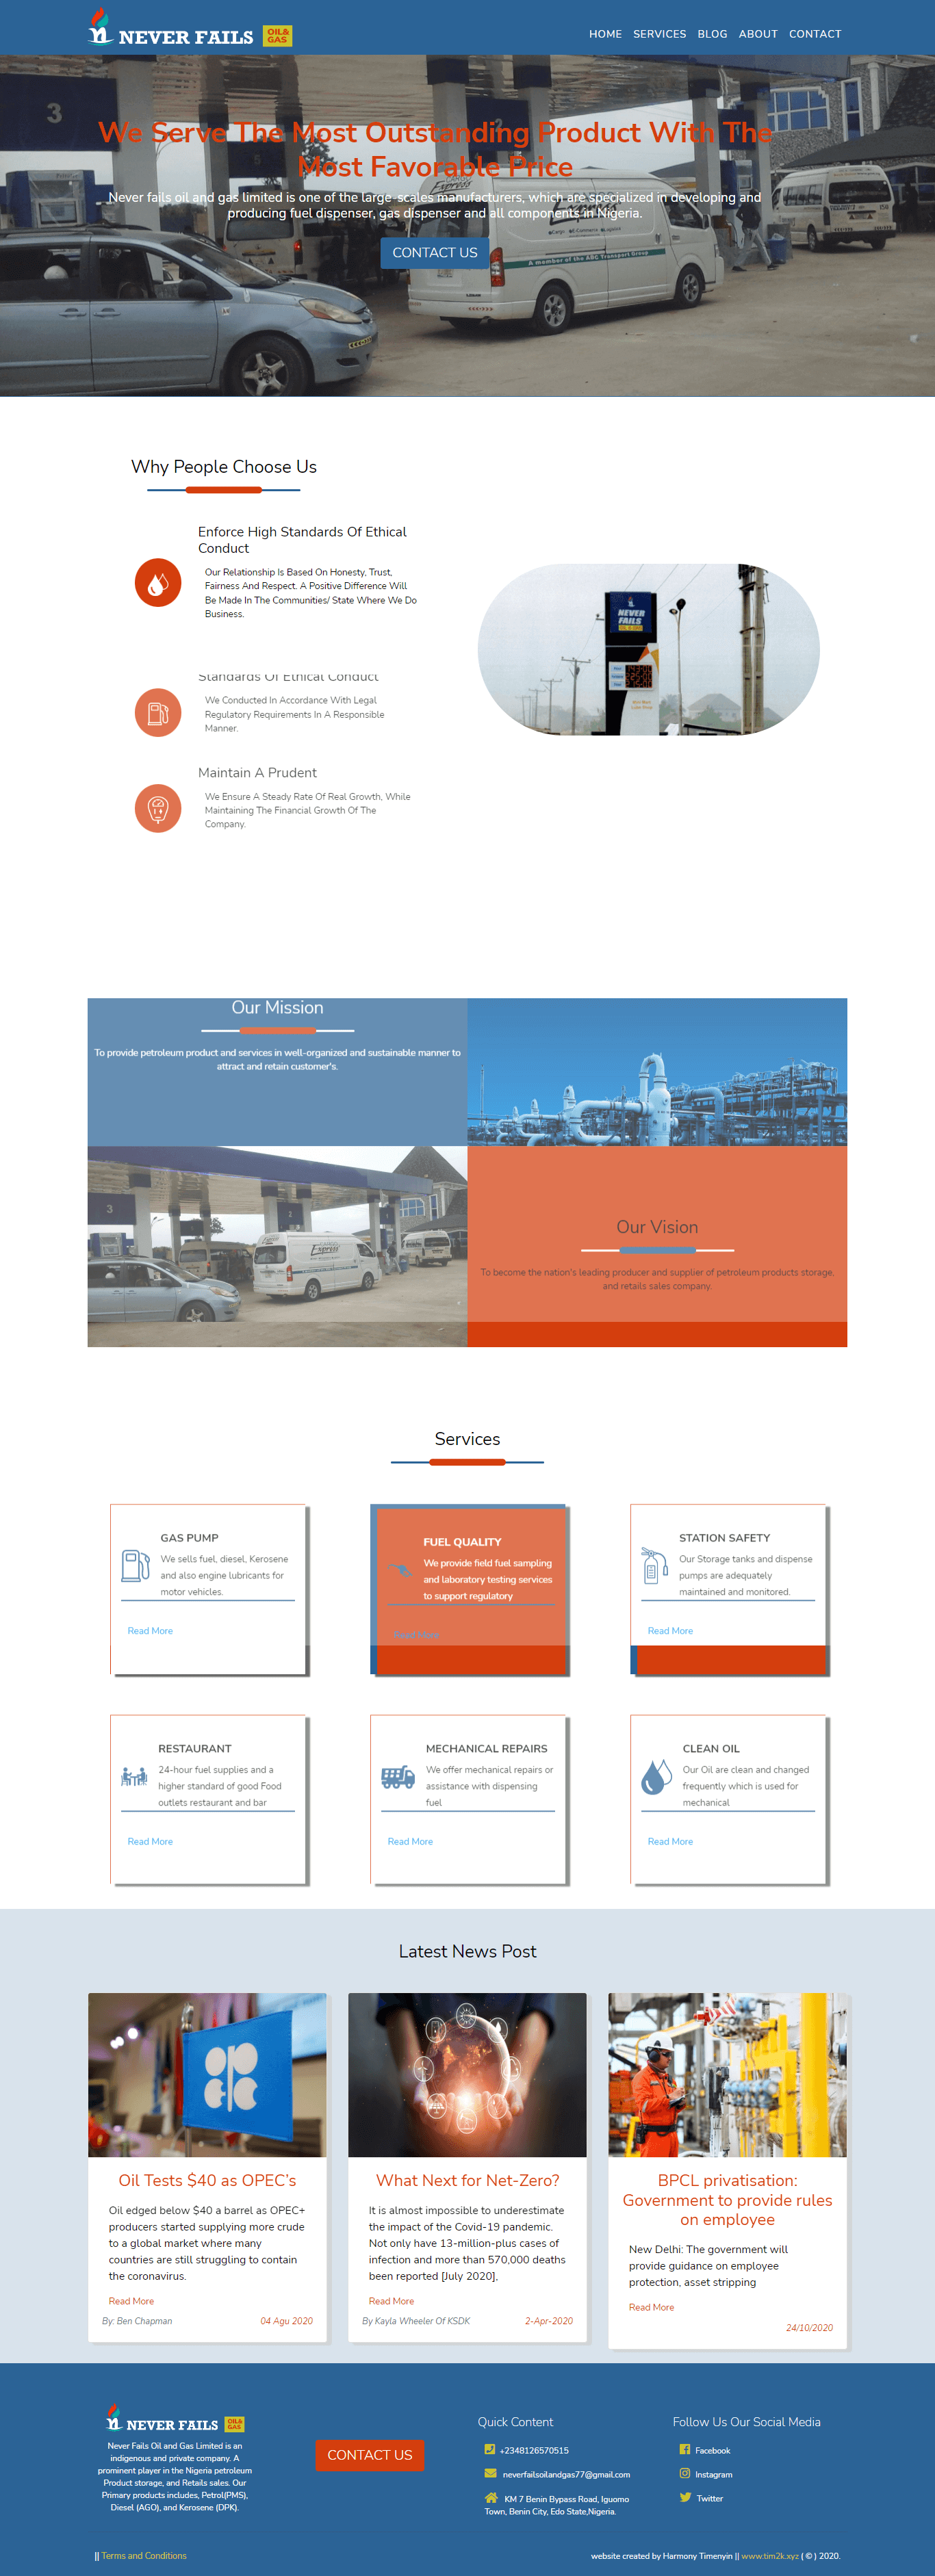 NEVER FAILS OIL& GAS
HOME SERVICES BLOG ABOUT CONTACT
3
We Serve The Most Outstanding Product With The
Most Favorable Price
Never fails oil and gas limited is one of the large-scales manufacturers, which are specialized in developing and
producing fuel dispenser, gas dispenser and all components in Nigeria.
CONTACT US
Express
A member of the ABC Transport Group
Why People Choose Us
Enforce High Standards Of Ethical
Conduct
Our Relationship Is Based On Honesty, Trust,
Fairness And Respect. A Positive Difference Will
Be Made In The Communities/ State Where We Do
Business.
Standards Of Ethical Conduct
We Conducted In Accordance With Legal
Regulatory Requirements In A Responsible
Manner.
Maintain A Prudent
We Ensure A Steady Rate Of Real Growth, While
Maintaining The Financial Growth Of The
Company.
NEVER
FAILS
Our Mission
To provide petroleum product and services in well-organized and sustainable manner to
attract and retain customer's.
3
Express
Our Vision
To become the nation's leading producer and supplier of petroleum products storage,
and retails sales company.
Services
GAS PUMP
We sells fuel, diesel, Kerosene
and also engine lubricants for
motor vehicles.
Read More
FUEL QUALITY
We provide field fuel sampling
and laboratory testing services
to support regulatory
Read More
STATION SAFETY
Our Storage tanks and dispense
pumps are adequately
maintained and monitored.
Read More
RESTAURANT
24-hour fuel supplies and a
higher standard of good Food
outlets restaurant and bar
Read More
MECHANICAL REPAIRS
We offer mechanical repairs or
assistance with dispensing
fuel
Read More
CLEAN OIL
Our Oil are clean and changed
frequently which is used for
mechanical
Read More
Latest News Post
Oil Tests $40 as OPEC’s
Oil edged below $40 a barrel as OPEC+
producers started supplying more crude
to a global market where many
countries are still struggling to contain
the coronavirus.
Read More
By: Ben Chapman 04 Agu 2020
What Next for Net-Zero?
It is almost impossible to underestimate
the impact of the Covid-19 pandemic.
Not only have 13-million-plus cases of
infection and more than 570,000 deaths
been reported [July 2020],
Read More
By Kayla Wheeler Of KSDK 2-Apr-2020
BPCL privatisation:
Government to provide rules
on employee
New Delhi: The government will
provide guidance on employee
protection, asset stripping
Read More
24/10/2020
NEVER FAILS OIL& GAS
Never Fails Oil and Gas Limited is an
indigenous and private company. A
prominent player in the Nigeria petroleum
Product storage, and Retails sales. Our
Primary products includes, Petrol(PMS),
Diesel (AGO), and Kerosene (DPK).
CONTACT US
Quick Content
+2348126570515
neverfailsoilandgas77@gmail.com
KM 7 Benin Bypass Road, Iguomo
Town, Benin City, Edo State,Nigeria.
Follow Us Our Social Media
Facebook
Instagram
Twitter
|| Terms and Conditions
website created by Harmony Timenyin || www.tim2k.xyz ( © ) 2020.